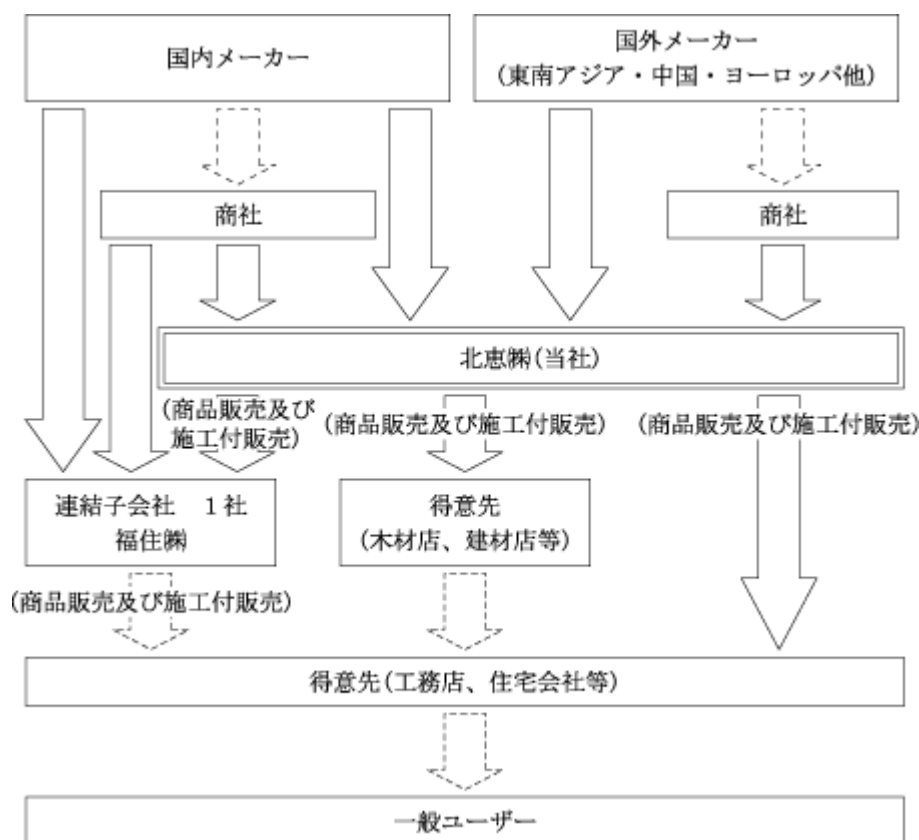 国内メーカー
国外メーカー
(東南アジア・中国・ヨーロッパ他)
商社
商社
北恵㈱(当社)
(商品販売及び
施工付販売)
(商品販売及び施工付販売)
(商品販売及び施工付販売)
連結子会社　1社
福住㈱
得意先
(木材店、建材店等)
(商品販売及び施工付販売)
得意先(工務店、住宅会社等)
一般ユーザー